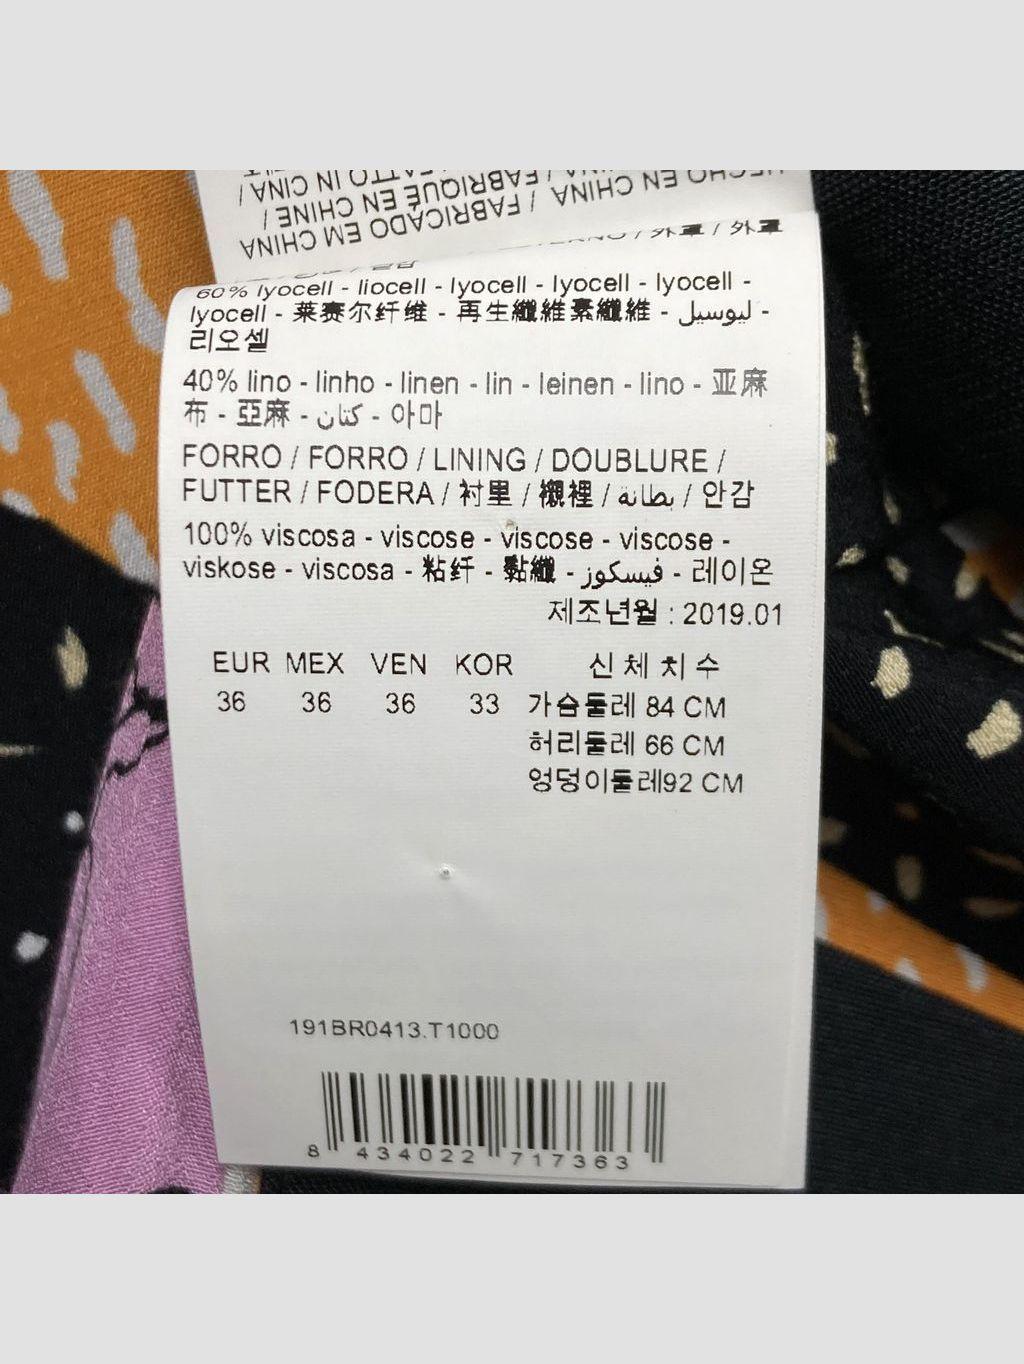 HECHO EN CHINA
/ FABRICADO EM CHINA / FABRIQUÉ EN CHINE / FATTO IN CINA /
60% lyocell - liocell - lyocell - lyocell - lyocell -
lyocell - 莱赛尔纤维 - 再生纖維素纖維 - ليوسيل -
리오셀
40% lino - linho - linen - lin - leinen - lino - 亚麻
布 - 亞麻 - كتان - 아마
FORRO / FORRO / LINING / DOUBLURE /
FUTTER / FODERA / 衬里 / 襯裡 / بطانة / 안감
100% viscosa - viscose - viscose - viscose -
viskose - viscosa - 粘纤 - 黏纖 - فيسكوز - 레이온
제조년월 : 2019.01
EUR MEX VEN KOR 신 체 치 수
36 36 36 33 가슴둘레 84 CM
허리둘레 66 CM
엉덩이둘레92 CM
191BR0413.T1000
8 434022 717363